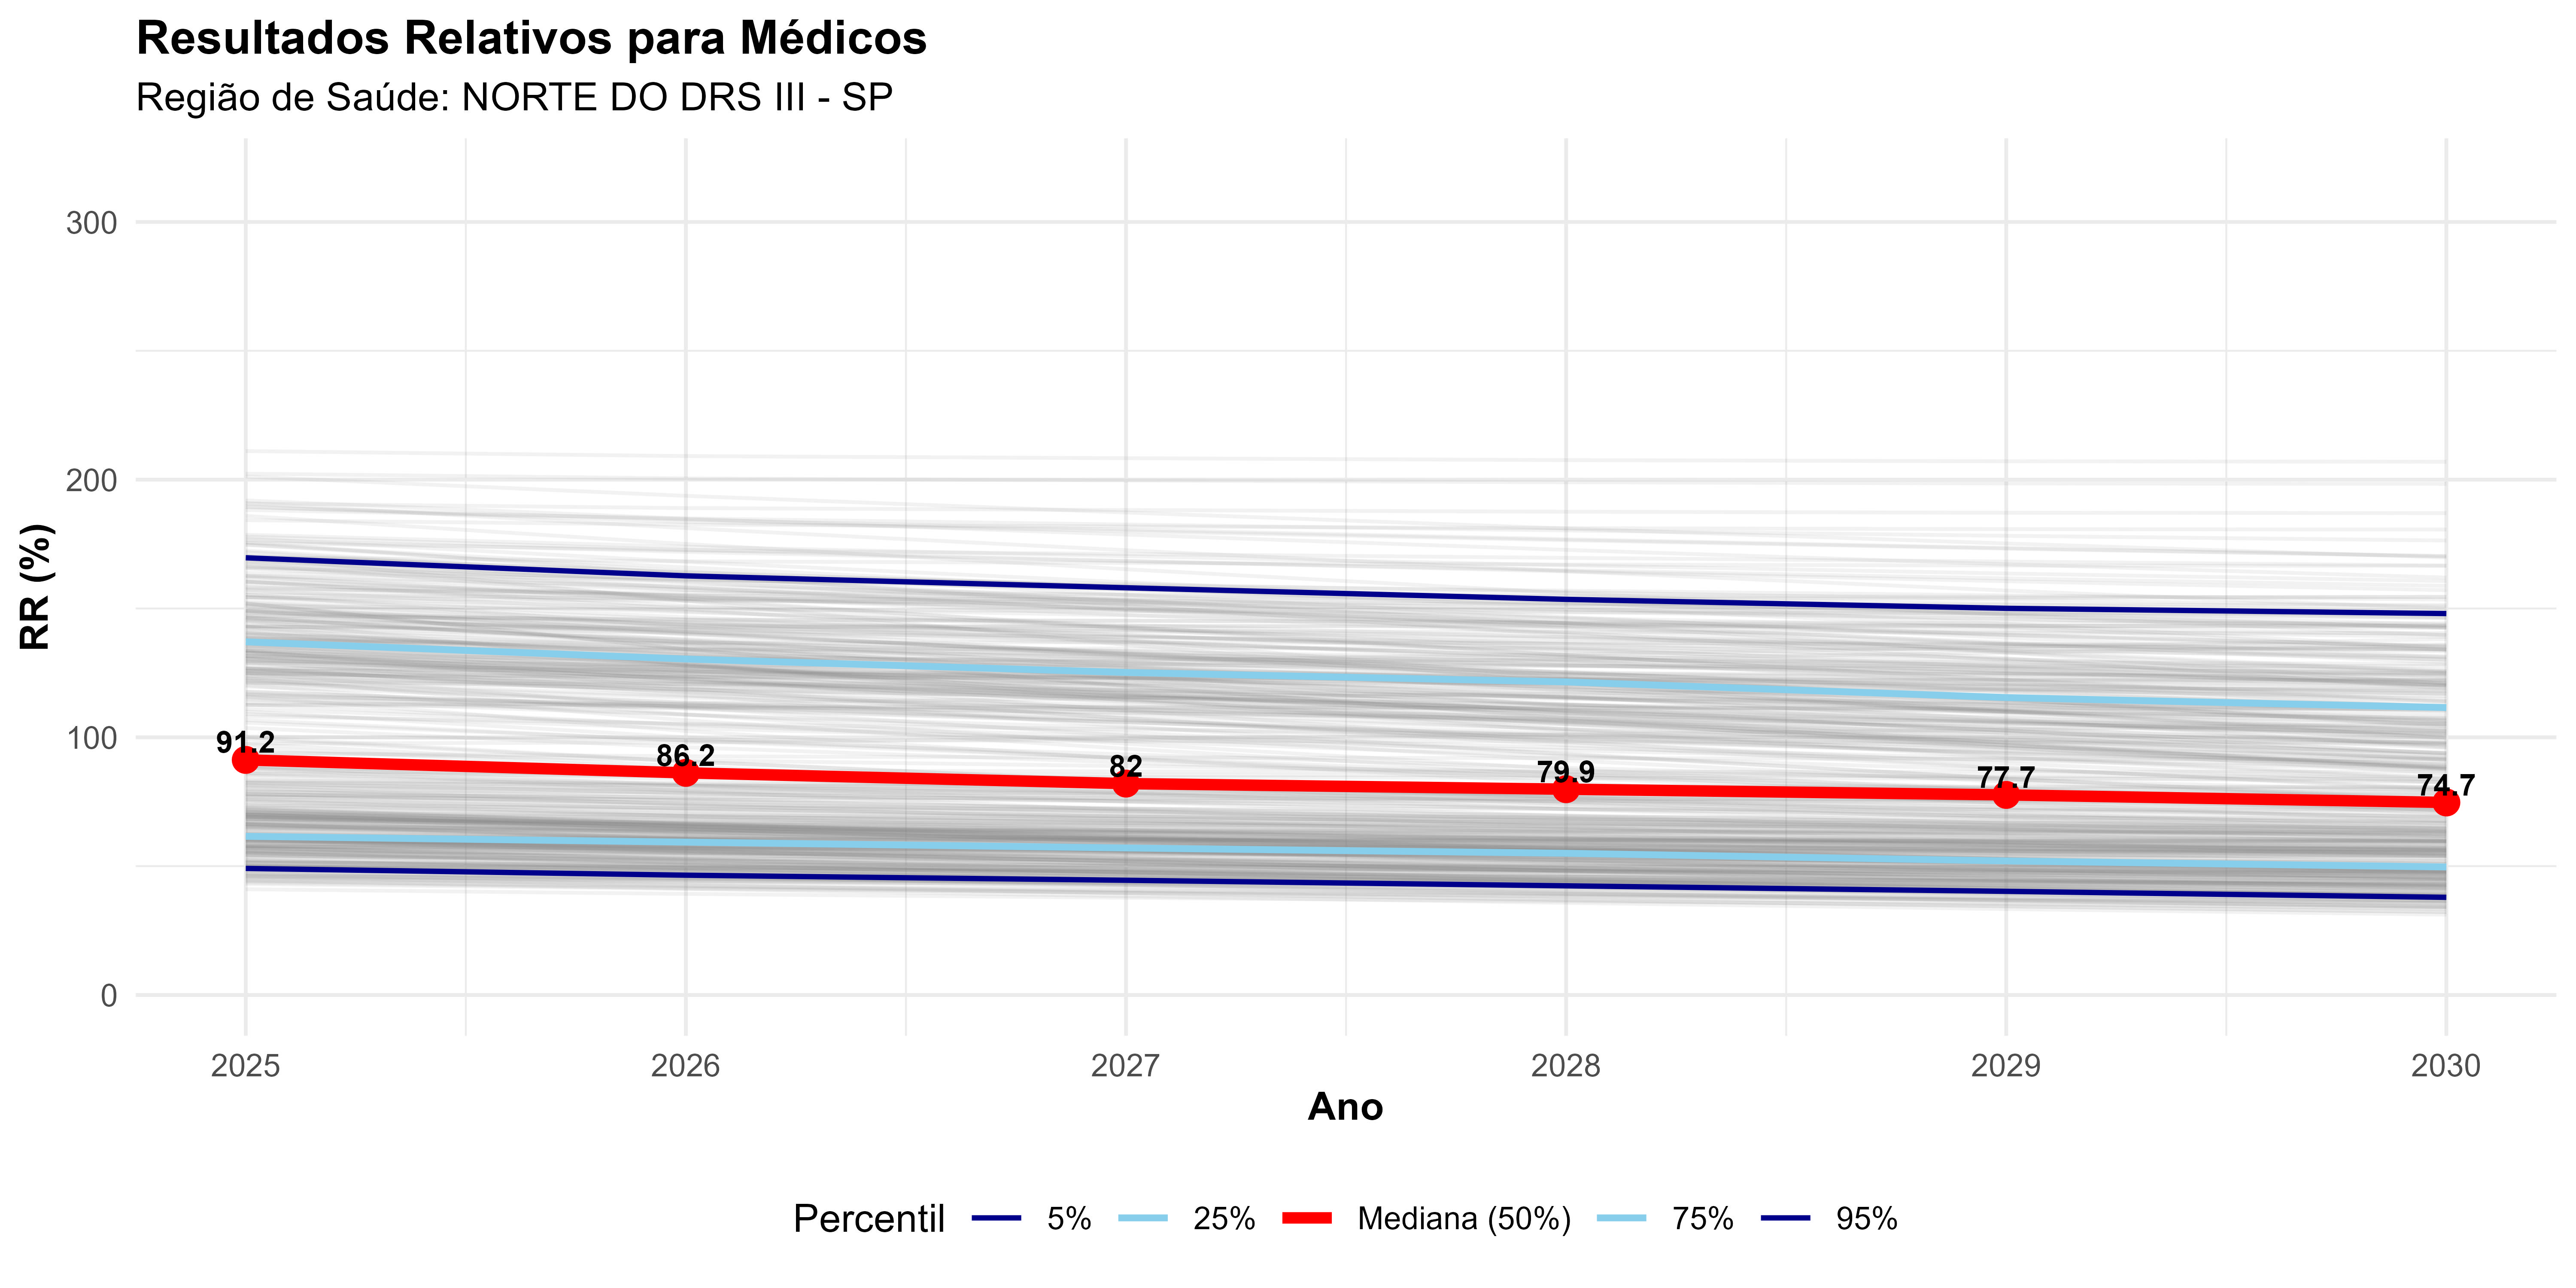 Resultados Relativos para Médicos
Região de Saúde: NORTE DO DRS III - SP
RR (%)
300
200
100
0
91.2
86.2
82
79.9
77.7
74.7
2025 2026 2027 2028 2029 2030
Ano
Percentil 5% 25% Mediana (50%) 75% 95%